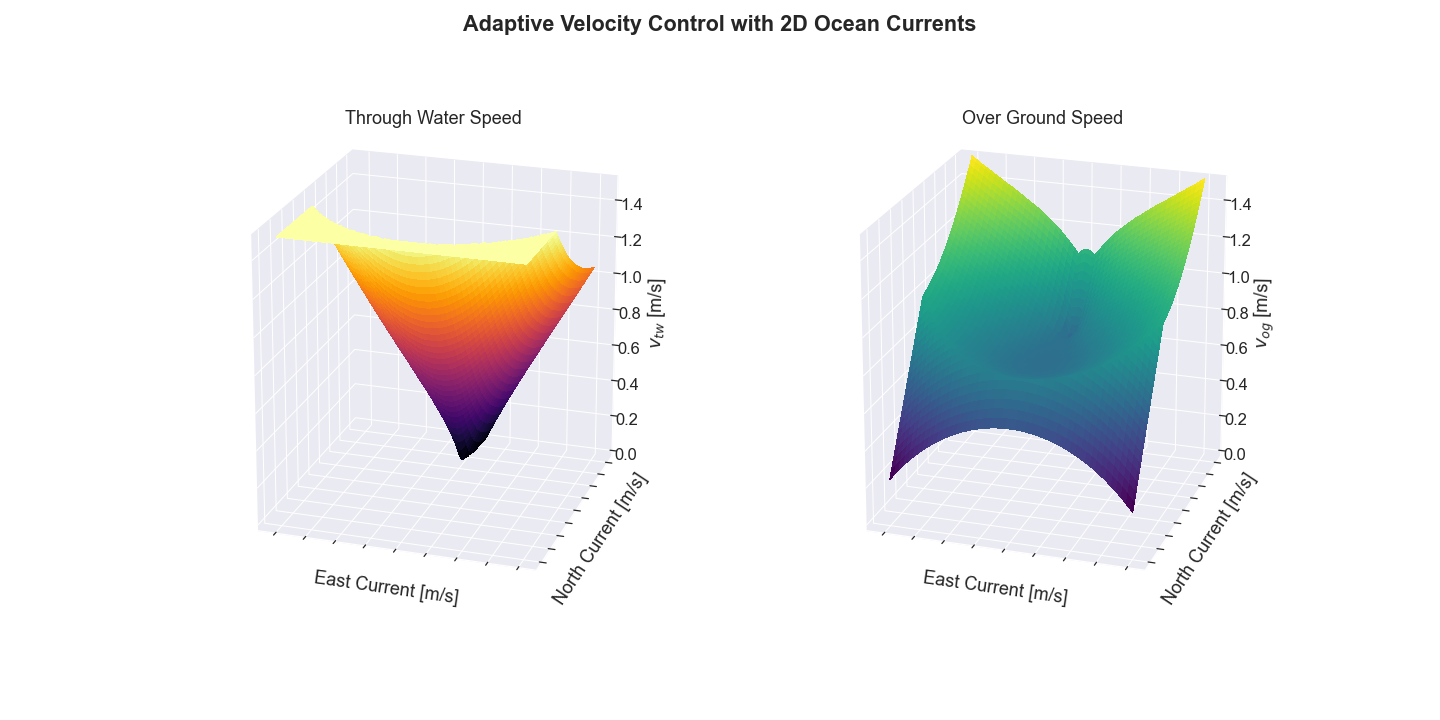 Adaptive Velocity Control with 2D Ocean Currents
Through Water Speed
1.4
1.2
1.0
0.8
0.6
0.4
0.2
0.0
v_tw [m/s]
East Current [m/s]
North Current [m/s]
Over Ground Speed
1.4
1.2
1.0
0.8
0.6
0.4
0.2
0.0
v_og [m/s]
East Current [m/s]
North Current [m/s]